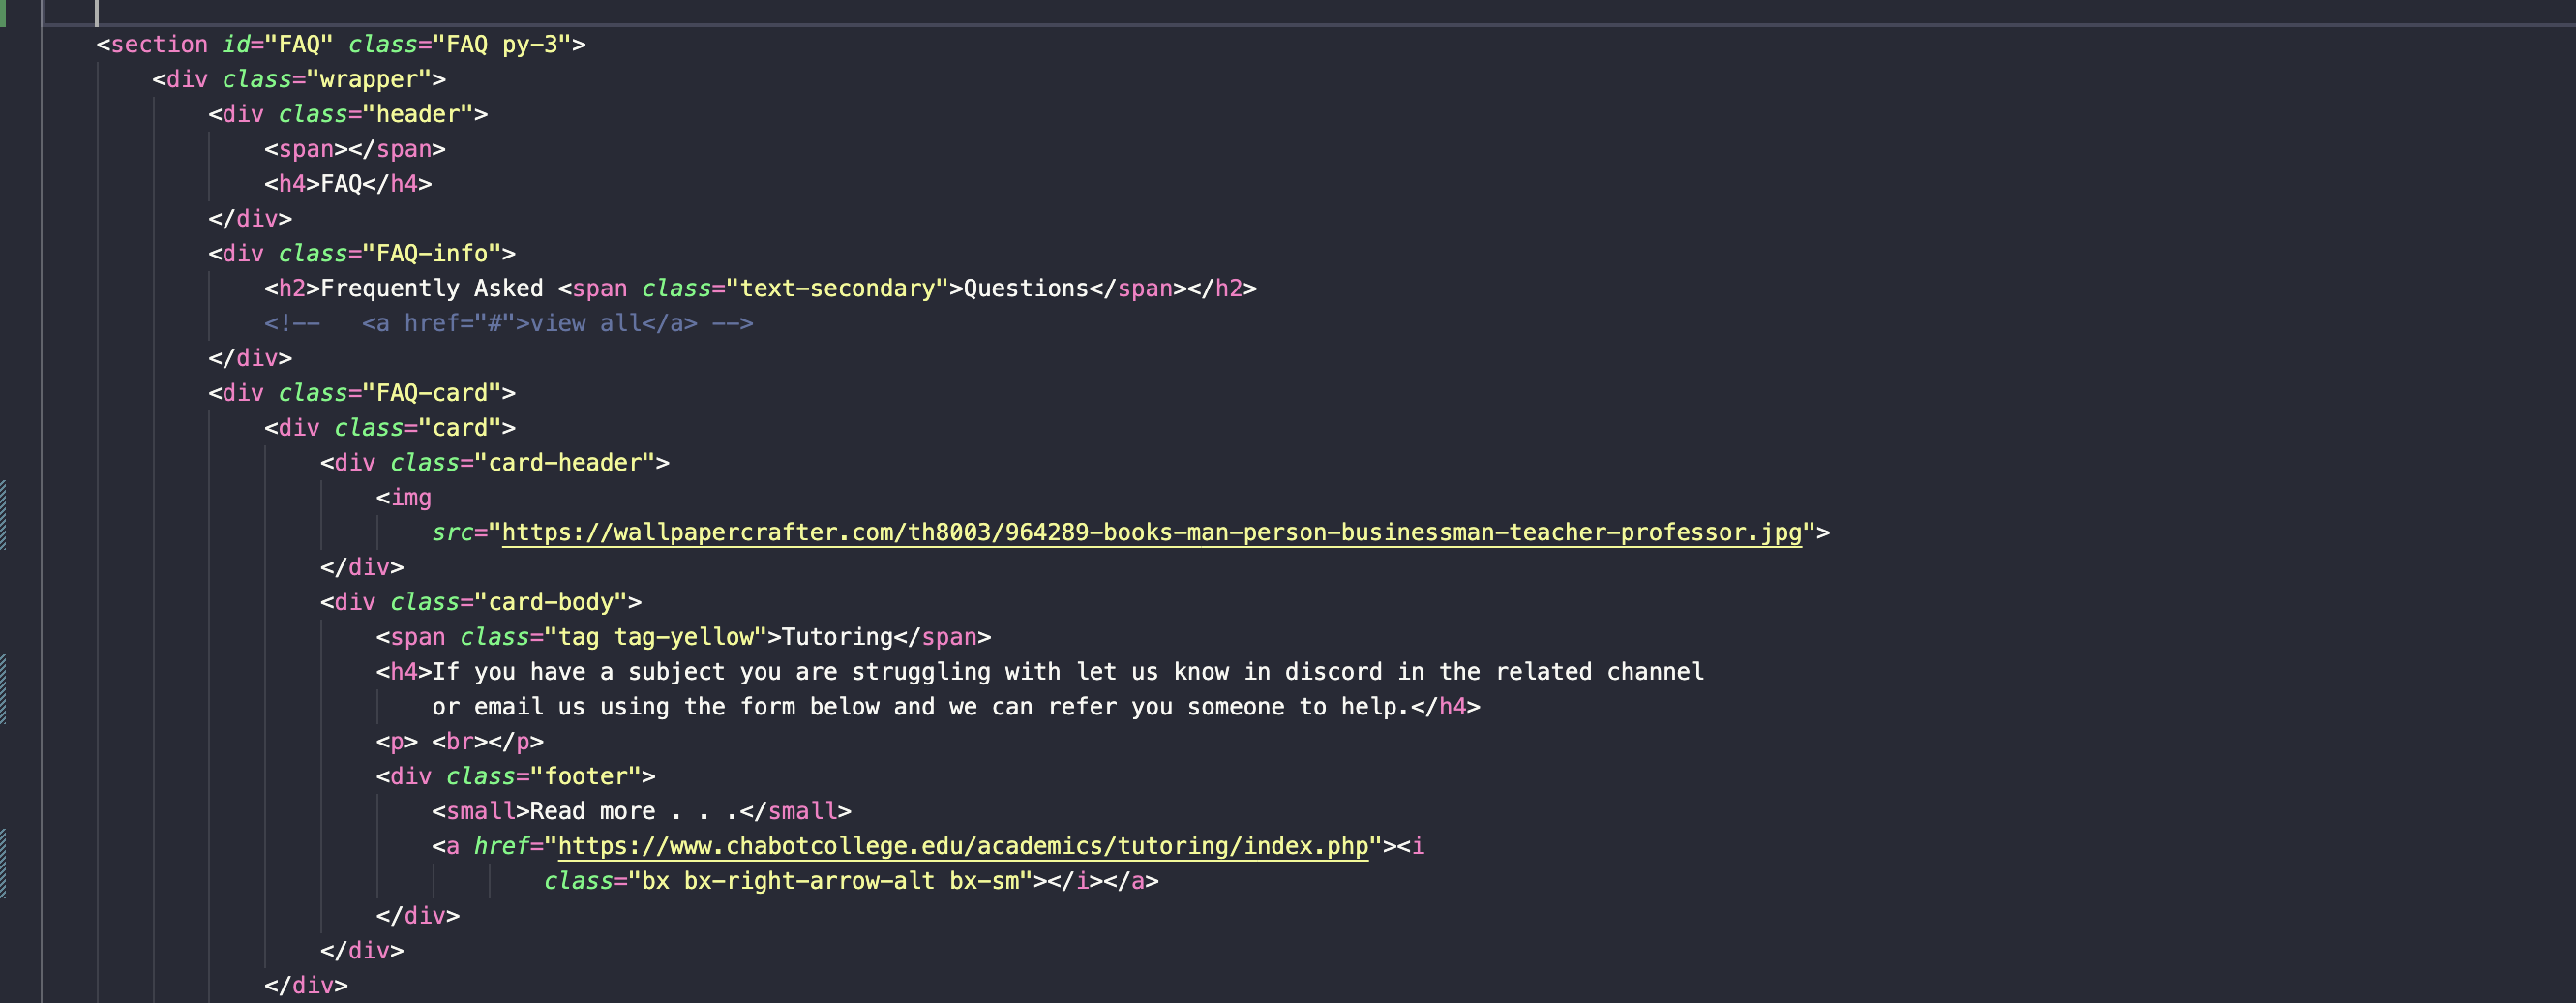 <section id="FAQ" class="FAQ py-3">
<div class="wrapper">
<div class="header">
<span></span>
<h4>FAQ</h4>
</div>
<div class="FAQ-info">
<h2>Frequently Asked <span class="text-secondary">Questions</span></h2>
<!--   <a href="#">view all</a> -->
</div>
<div class="FAQ-card">
<div class="card">
<div class="card-header">
<img
src="https://wallpapercrafter.com/th8003/964289-books-man-person-businessman-teacher-professor.jpg">
</div>
<div class="card-body">
<span class="tag tag-yellow">Tutoring</span>
<h4>If you have a subject you are struggling with let us know in discord in the related channel
or email us using the form below and we can refer you someone to help.</h4>
<p> <br></p>
<div class="footer">
<small>Read more . . .</small>
<a href="https://www.chabotcollege.edu/academics/tutoring/index.php"><i
class="bx bx-right-arrow-alt bx-sm"></i></a>
</div>
</div>
</div>